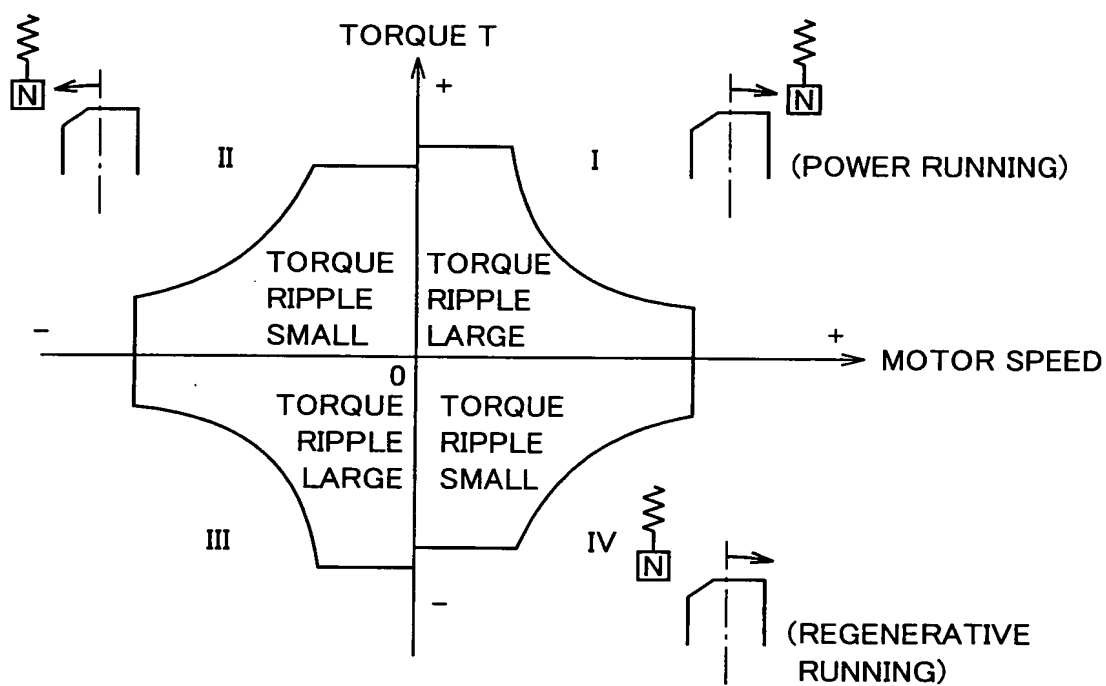 TORQUE T
N
N
+
II
I
(POWER RUNNING)
TORQUE
RIPPLE
SMALL
TORQUE
RIPPLE
LARGE
−
+
MOTOR SPEED
0
TORQUE
RIPPLE
LARGE
TORQUE
RIPPLE
SMALL
III
IV
N
−
(REGENERATIVE
RUNNING)